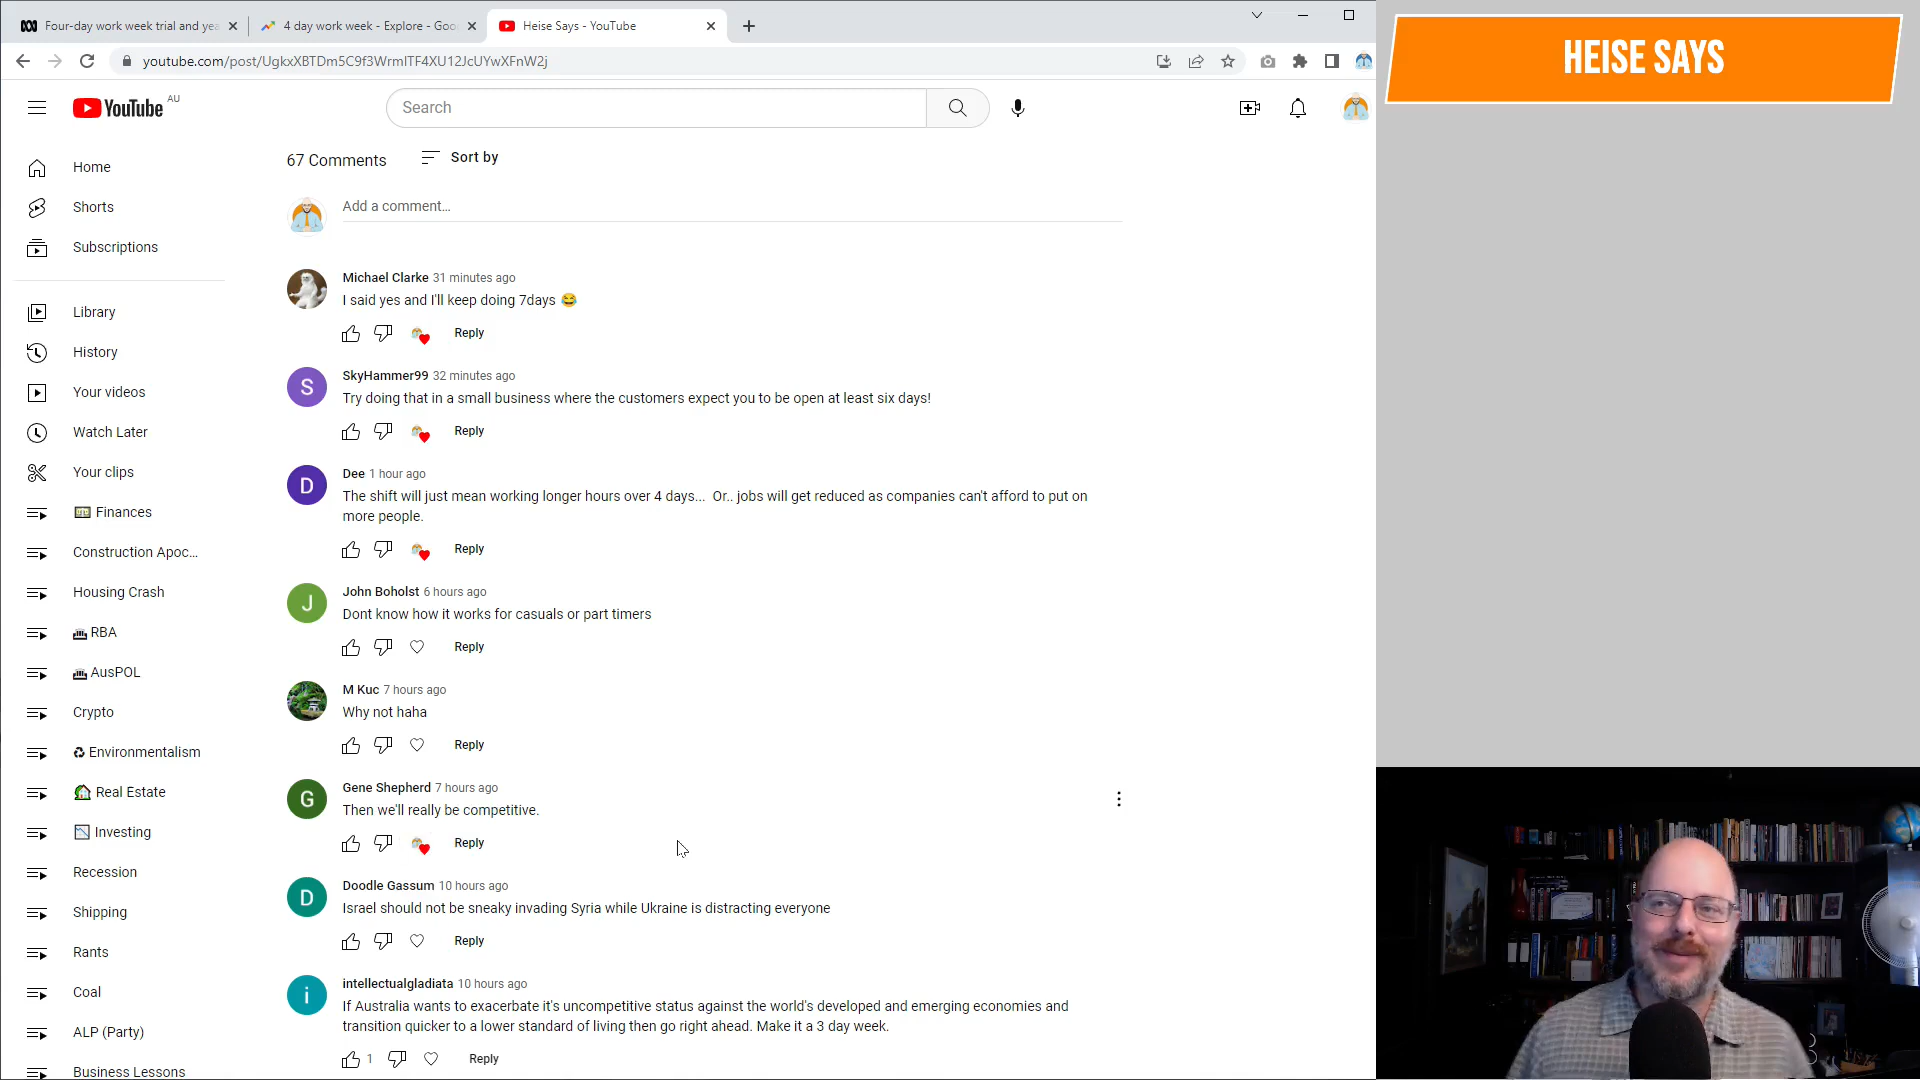 Four-day work week trial and yea
4 day work week - Explore - Goo
Heise Says - YouTube
youtube.com/post/UgkxXBTDm5C9f3WrmlTF4XU12JcUYwXFnW2j
HEISE SAYS
YouTube AU
Search
Home
Shorts
Subscriptions
Library
History
Your videos
Watch Later
Your clips
Finances
Construction Apoc...
Housing Crash
RBA
AusPOL
Crypto
♻ Environmentalism
Real Estate
Investing
Recession
Shipping
Rants
Coal
ALP (Party)
Business Lessons
67 Comments
Sort by
Add a comment...
Michael Clarke 31 minutes ago
I said yes and I'll keep doing 7days 😂
Reply
SkyHammer99 32 minutes ago
Try doing that in a small business where the customers expect you to be open at least six days!
Reply
Dee 1 hour ago
The shift will just mean working longer hours over 4 days... Or.. jobs will get reduced as companies can't afford to put on
more people.
Reply
John Boholst 6 hours ago
Dont know how it works for casuals or part timers
Reply
M Kuc 7 hours ago
Why not haha
Reply
Gene Shepherd 7 hours ago
Then we'll really be competitive.
Reply
Doodle Gassum 10 hours ago
Israel should not be sneaky invading Syria while Ukraine is distracting everyone
Reply
intellectualgladiata 10 hours ago
If Australia wants to exacerbate it's uncompetitive status against the world's developed and emerging economies and
transition quicker to a lower standard of living then go right ahead. Make it a 3 day week.
1
Reply
S
D
J
G
D
i